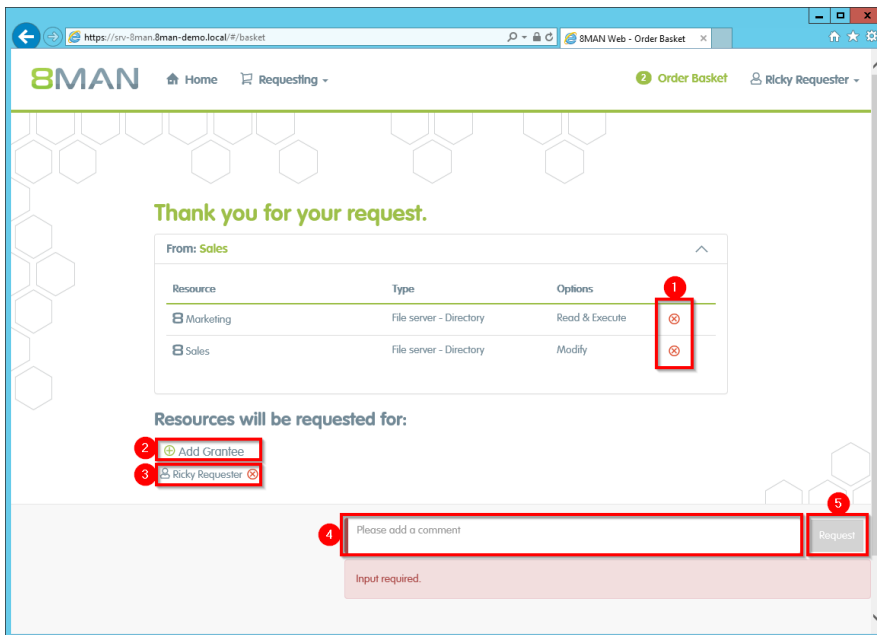 https://srv-8man.8man-demo.local/#/basket
8MAN Web - Order Basket
8MAN Home Requesting 2 Order Basket Ricky Requester
Thank you for your request.
From: Sales
Resource Type Options 1
8 Marketing File server - Directory Read & Execute
8 Sales File server - Directory Modify
Resources will be requested for:
2 Add Grantee
3 Ricky Requester
5
4 Please add a comment Request
Input required.